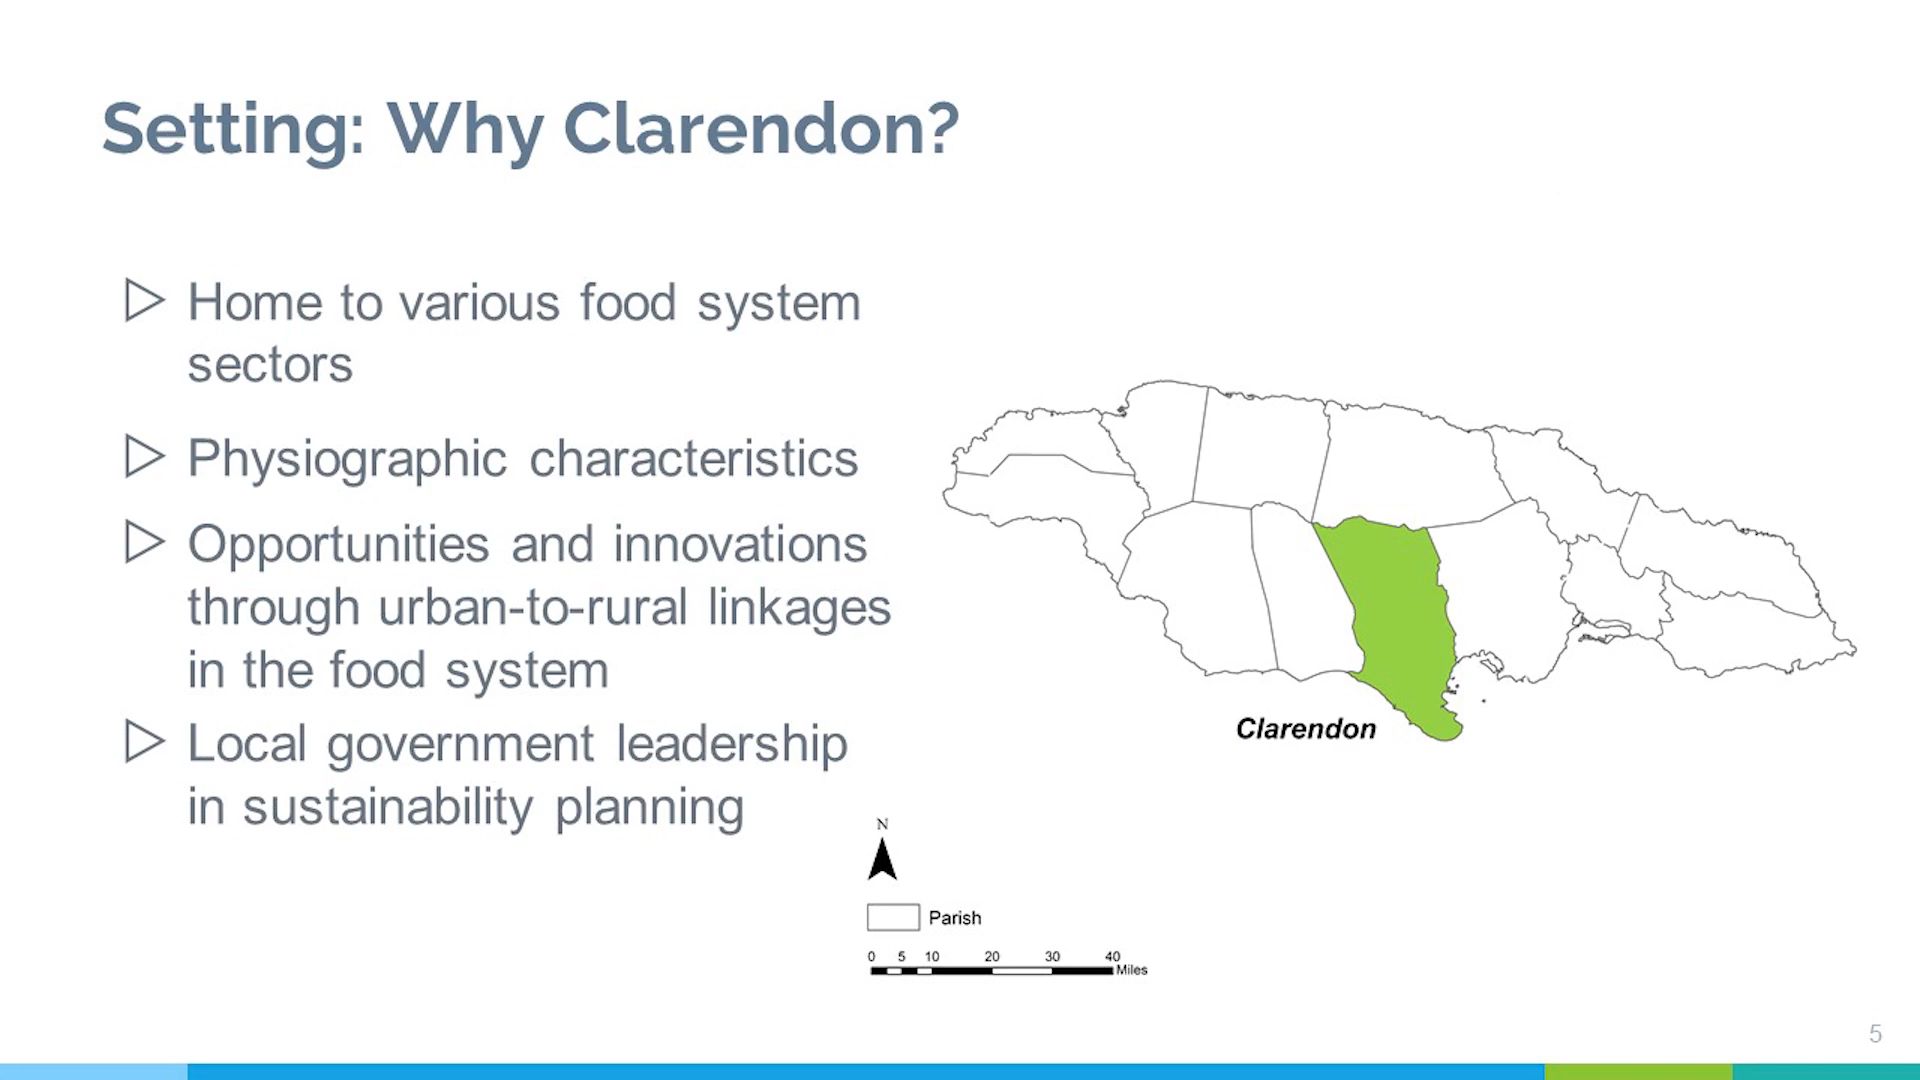 Setting: Why Clarendon?
Home to various food system
sectors
Physiographic characteristics
Opportunities and innovations
through urban-to-rural linkages
in the food system
Local government leadership
in sustainability planning
Clarendon
N
Parish
0 5 10 20 30 40
Miles
5